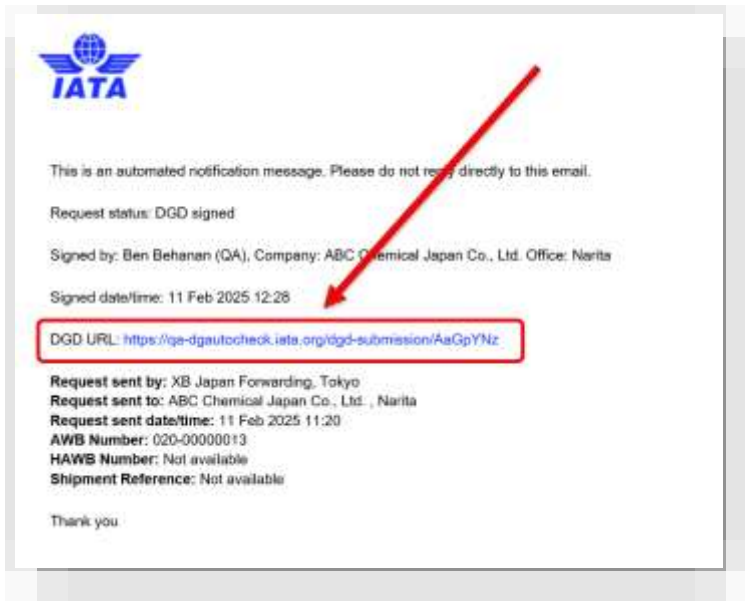 IATA
This is an automated notification message. Please do not reply directly to this email.
Request status: DGD signed
Signed by: Ben Behanan (QA), Company: ABC Chemical Japan Co., Ltd. Office: Narita
Signed date/time: 11 Feb 2025 12:28
DGD URL: https://qa-dgautocheck.iata.org/dgd-submission/AaGpYNz
Request sent by: XB Japan Forwarding, Tokyo
Request sent to: ABC Chemical Japan Co., Ltd. , Narita
Request sent date/time: 11 Feb 2025 11:20
AWB Number: 020-00000013
HAWB Number: Not available
Shipment Reference: Not available
Thank you